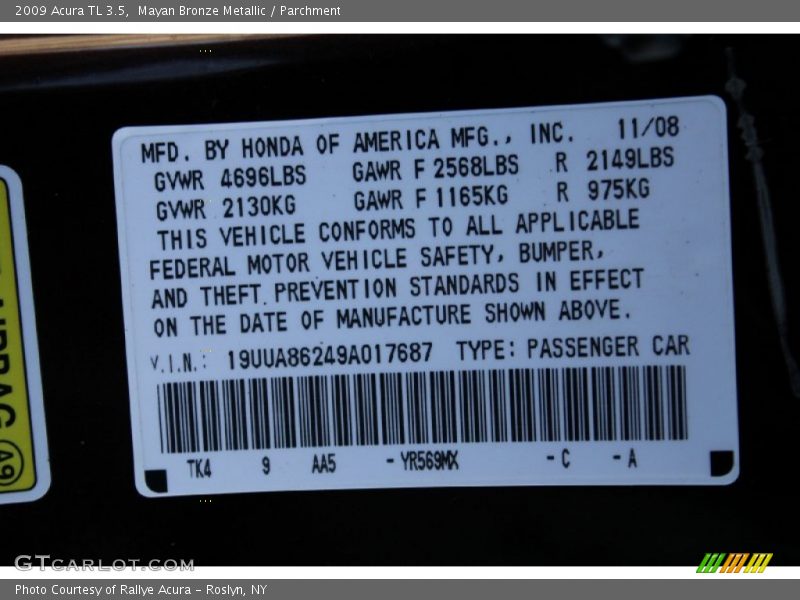 2009 Acura TL 3.5, Mayan Bronze Metallic / Parchment
MFD. BY HONDA OF AMERICA MFG., INC. 11/08
GVWR 4696LBS GAWR F 2568LBS R 2149LBS
GVWR 2130KG GAWR F 1165KG R 975KG
THIS VEHICLE CONFORMS TO ALL APPLICABLE
FEDERAL MOTOR VEHICLE SAFETY, BUMPER,
AND THEFT PREVENTION STANDARDS IN EFFECT
ON THE DATE OF MANUFACTURE SHOWN ABOVE.
V.I.N.: 19UUA86249A017687 TYPE: PASSENGER CAR
TK4 9 AA5 - YR569MX - C - A
A9
GTCARLOT.COM
Photo Courtesy of Rallye Acura - Roslyn, NY